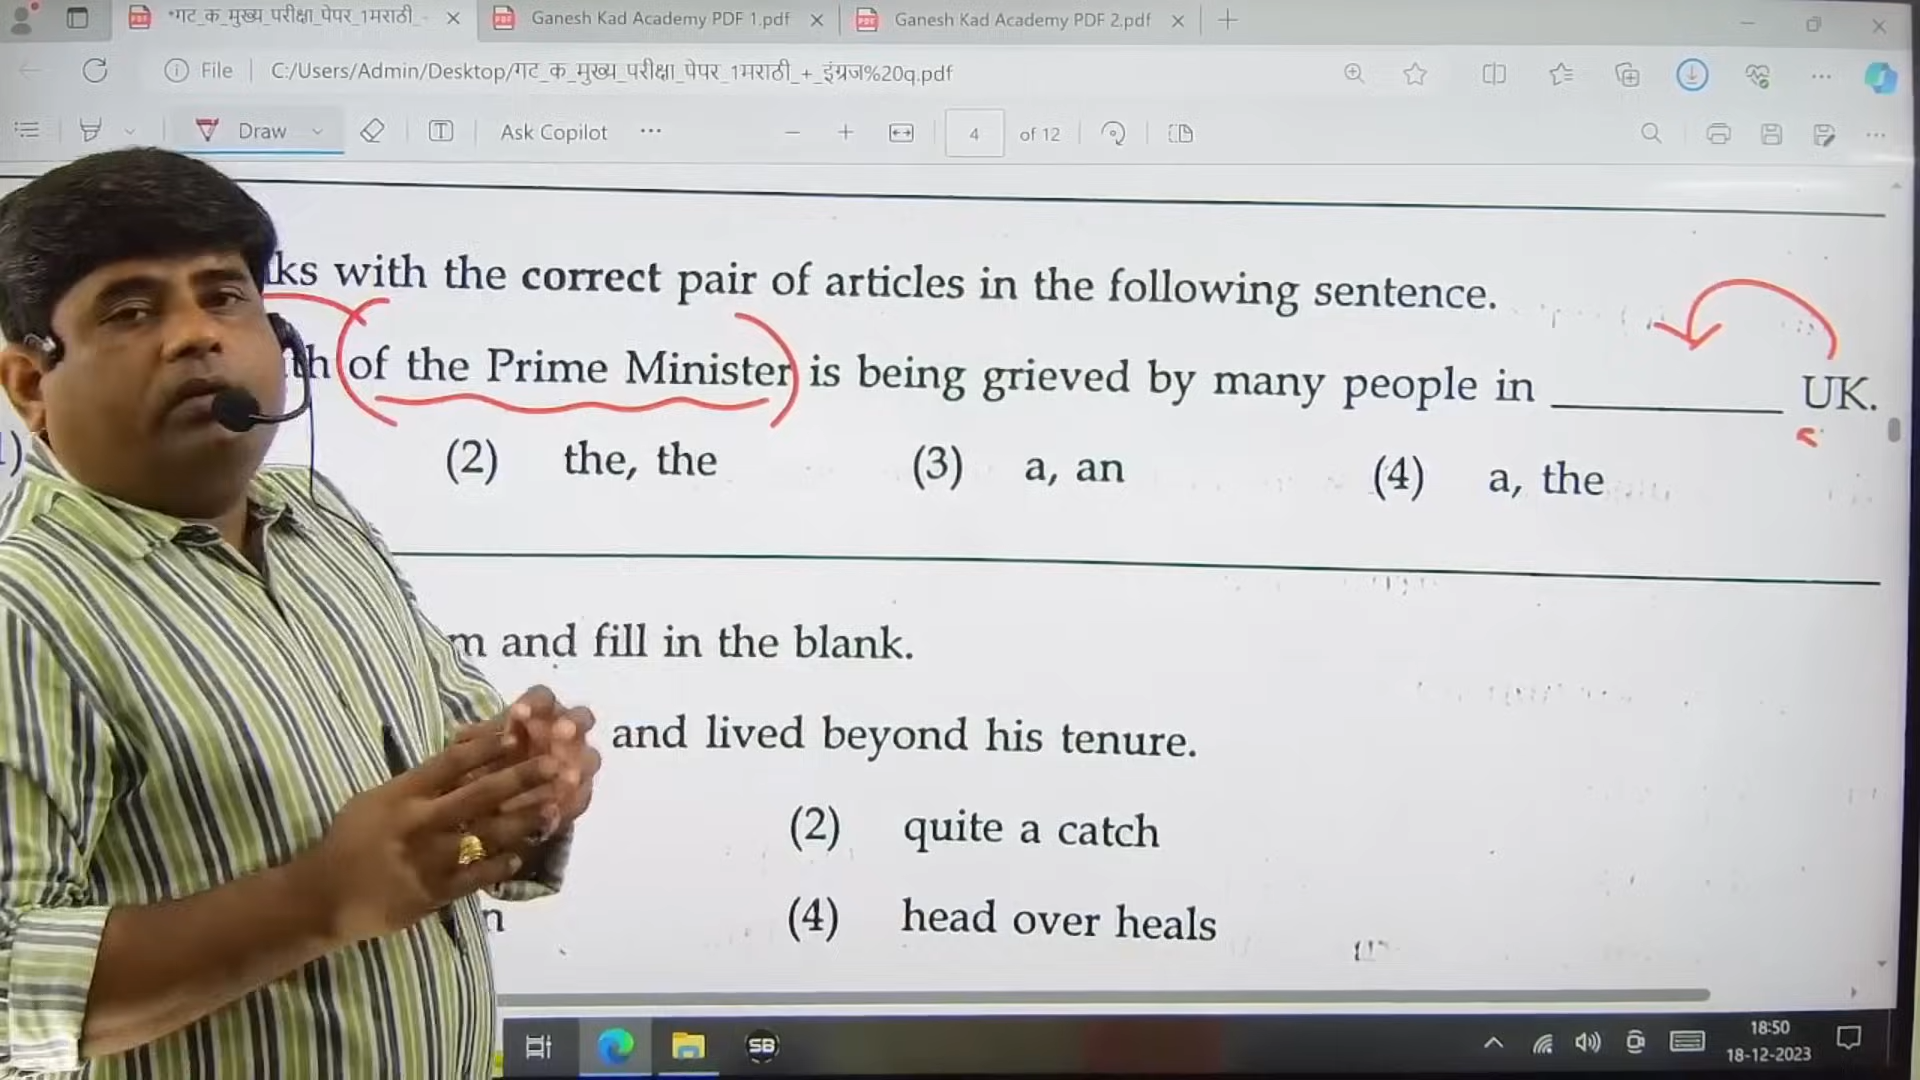 *गट_क_मुख्य_परीक्षा_पेपर_1मराठी_-
Ganesh Kad Academy PDF 1.pdf
Ganesh Kad Academy PDF 2.pdf
File
C:/Users/Admin/Desktop/गट_क_मुख्य_परीक्षा_पेपर_1मराठी_+_इंग्रज%20q.pdf
Draw
Ask Copilot
4 of 12
ks with the correct pair of articles in the following sentence.
th of the Prime Minister is being grieved by many people in __________ UK.
(2) the, the (3) a, an (4) a, the
m and fill in the blank.
and lived beyond his tenure.
(2) quite a catch
n (4) head over heals
SB
18:50
18-12-2023